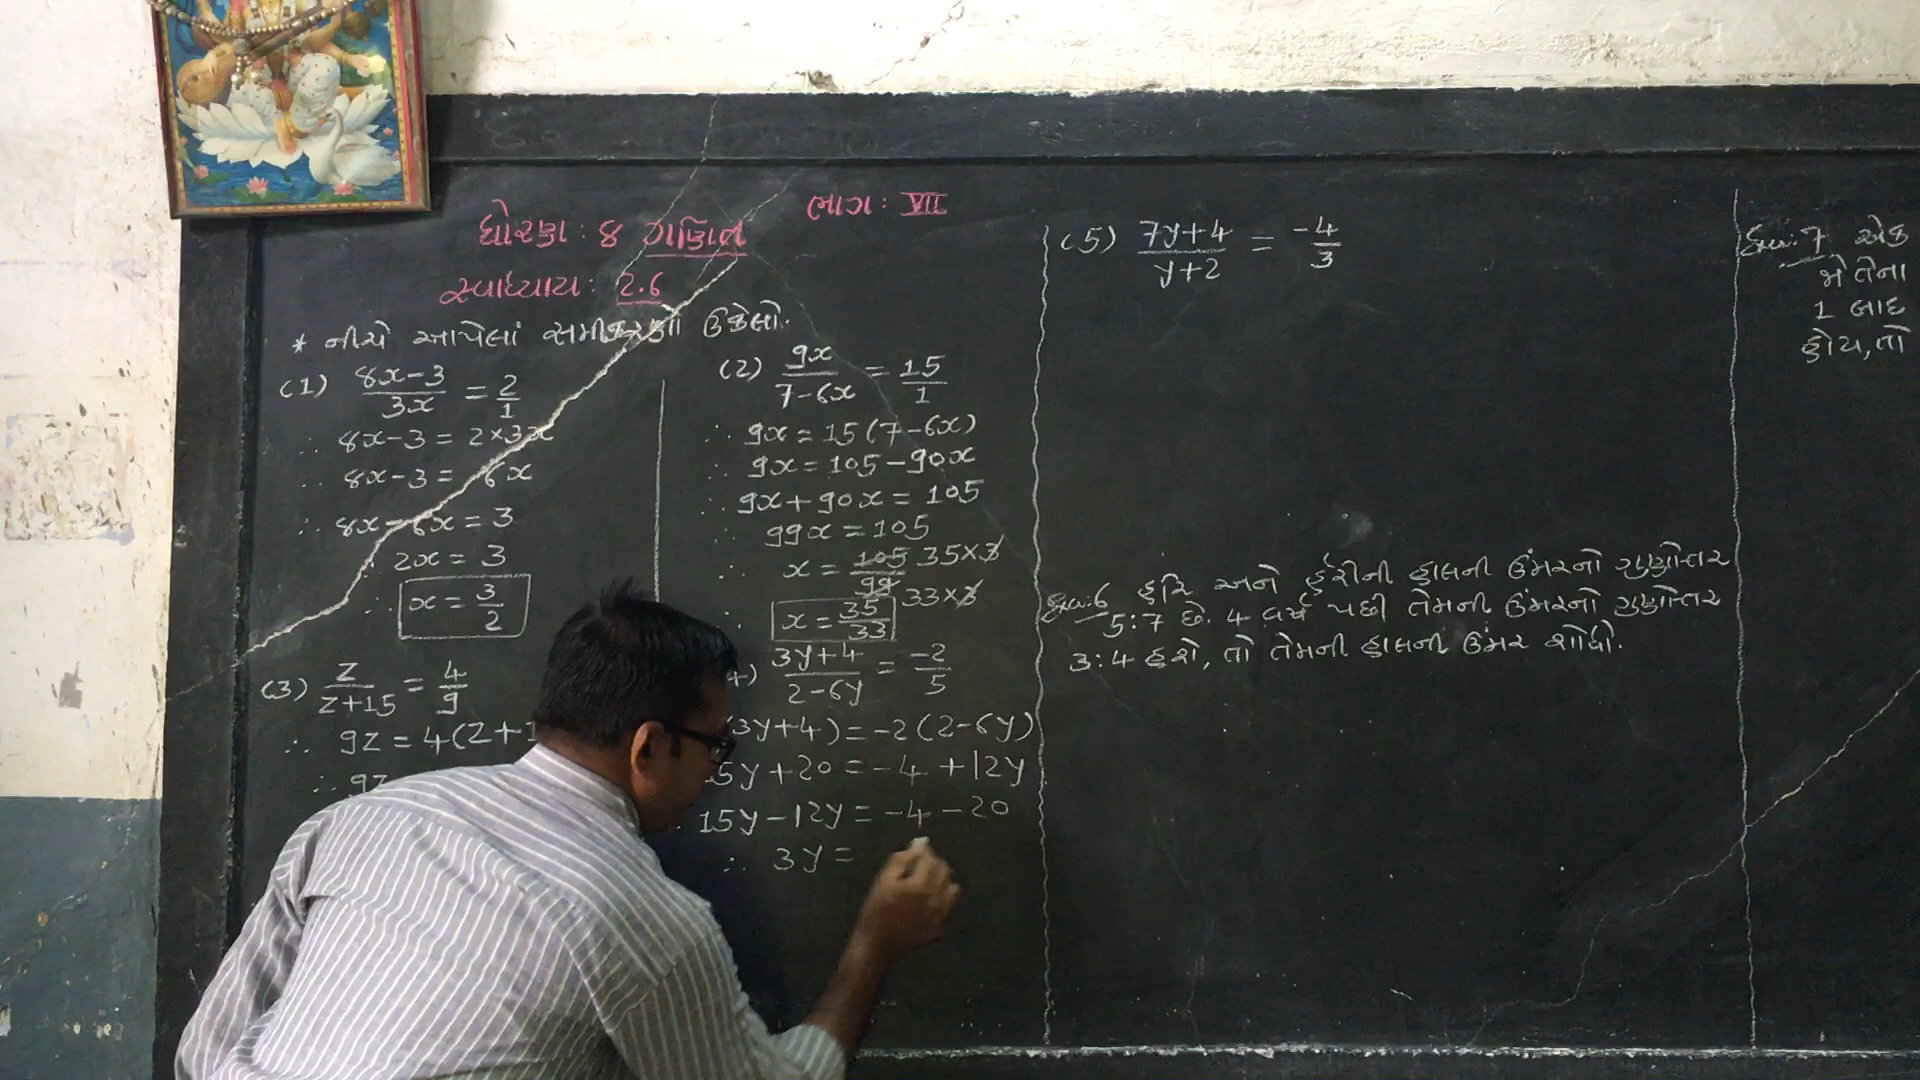 ધોરણ : ૪ ગણિત
ભાગ : VII
સ્વાધ્યાય : 2.6
* નીચે આપેલાં સમીકરણો ઉકેલો.
(1) 8x-3/3x = 2/1
∴ 8x-3 = 2×3x
∴ 8x-3 = 6x
∴ 8x-6x = 3
∴ 2x = 3
∴ x = 3/2
(2) 9x/7-6x = 15/1
∴ 9x = 15(7-6x)
∴ 9x = 105-90x
∴ 9x+90x = 105
∴ 99x = 105
∴ x = 105/99 35×3/33×3
∴ x = 35/33
(3) z/z+15 = 4/9
∴ 9z = 4(z+1
∴ 9z
3y+4/2-6y = -2/5
(3y+4) = -2(2-6y)
5y+20 = -4+12y
15y-12y = -4-20
∴ 3y =
(5) 7y+4/y+2 = -4/3
હરિ અને હેરીની હાલની ઉંમરનો ગુણોત્તર
5:7 છે. 4 વર્ષ પછી તેમની ઉંમરનો ગુણોત્તર
3:4 હશે, તો તેમની હાલની ઉંમર શોધો.
7 એક
જો તેના
1 બાદ
હોય, તો